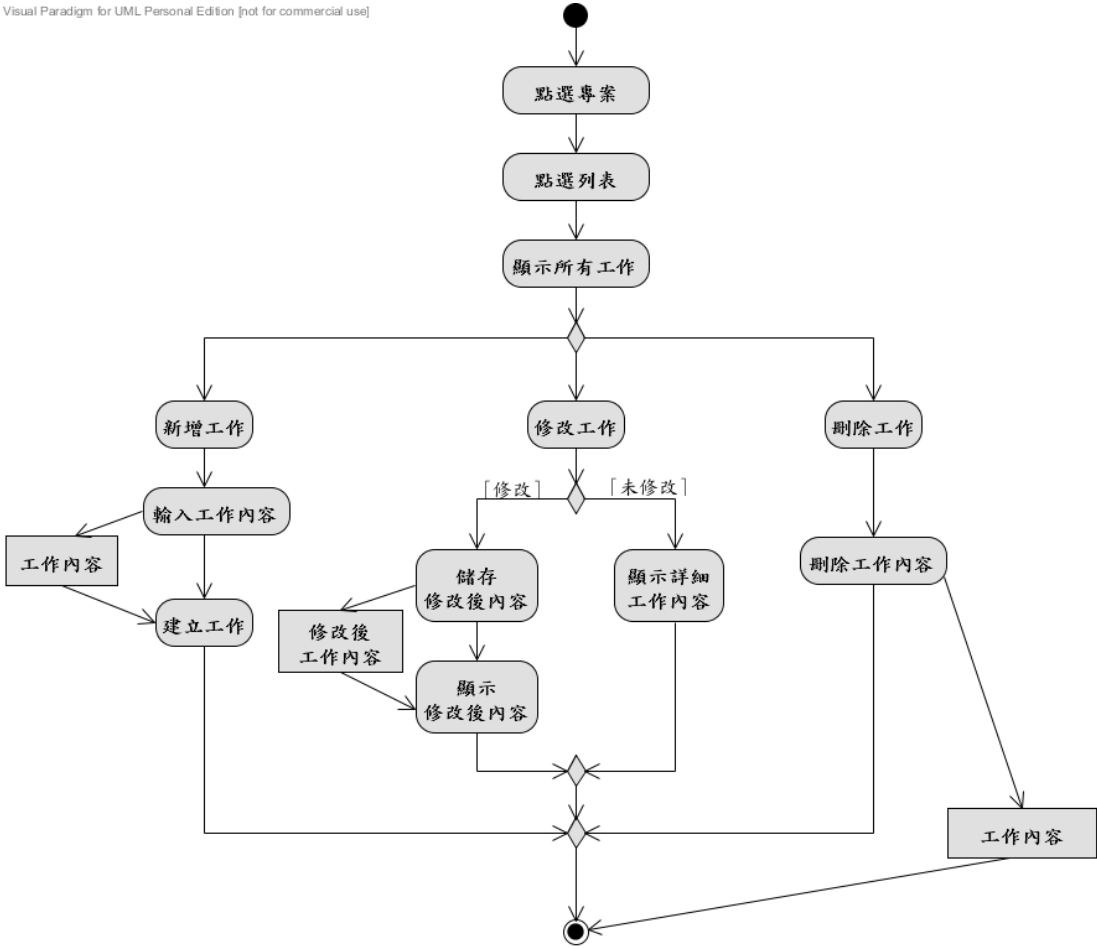 Visual Paradigm for UML Personal Edition [not for commercial use]
點選專案
點選列表
顯示所有工作
新增工作
修改工作
刪除工作
輸入工作內容
[修改]
[未修改]
工作內容
儲存
修改後內容
顯示詳細
工作內容
刪除工作內容
建立工作
修改後
工作內容
顯示
修改後內容
工作內容